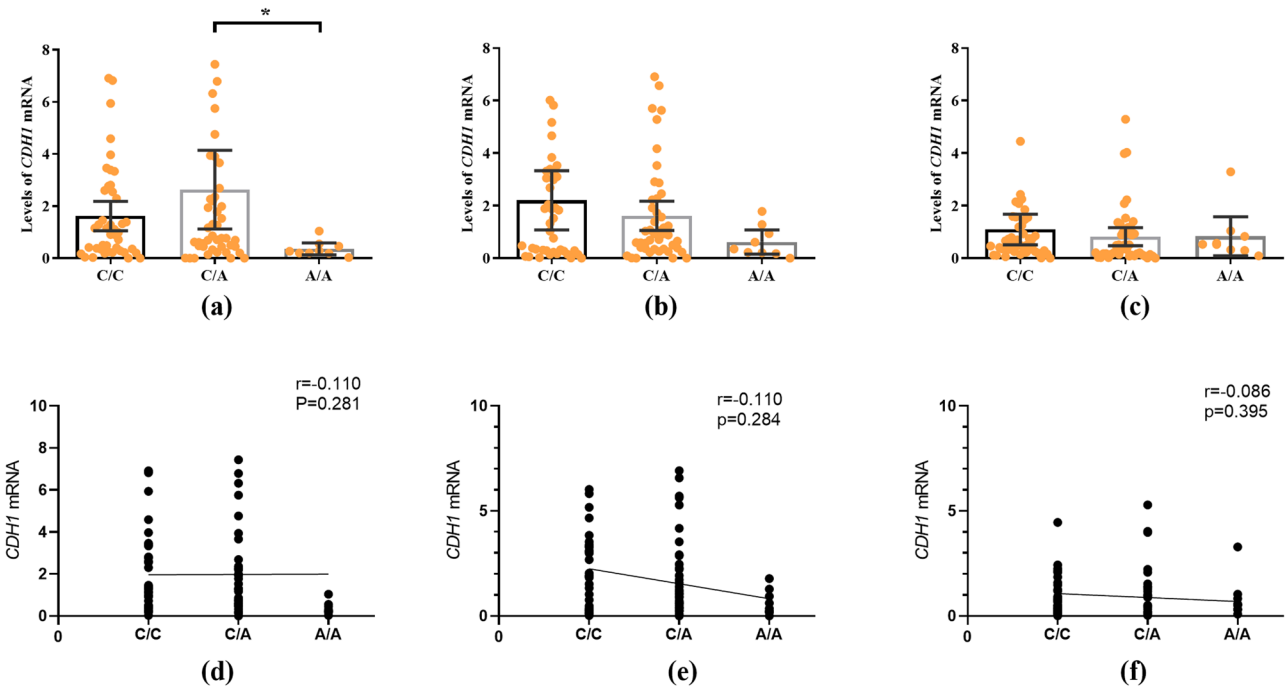 *
Levels of CDH1 mRNA
8
6
4
2
0
C/C
C/A
A/A
(a)
Levels of CDH1 mRNA
8
6
4
2
0
C/C
C/A
A/A
(b)
Levels of CDH1 mRNA
8
6
4
2
0
C/C
C/A
A/A
(c)
r=-0.110
P=0.281
CDH1 mRNA
10
8
6
4
2
0
0
C/C
C/A
A/A
(d)
r=-0.110
p=0.284
CDH1 mRNA
10
5
0
0
C/C
C/A
A/A
(e)
r=-0.086
p=0.395
CDH1 mRNA
10
5
0
0
C/C
C/A
A/A
(f)